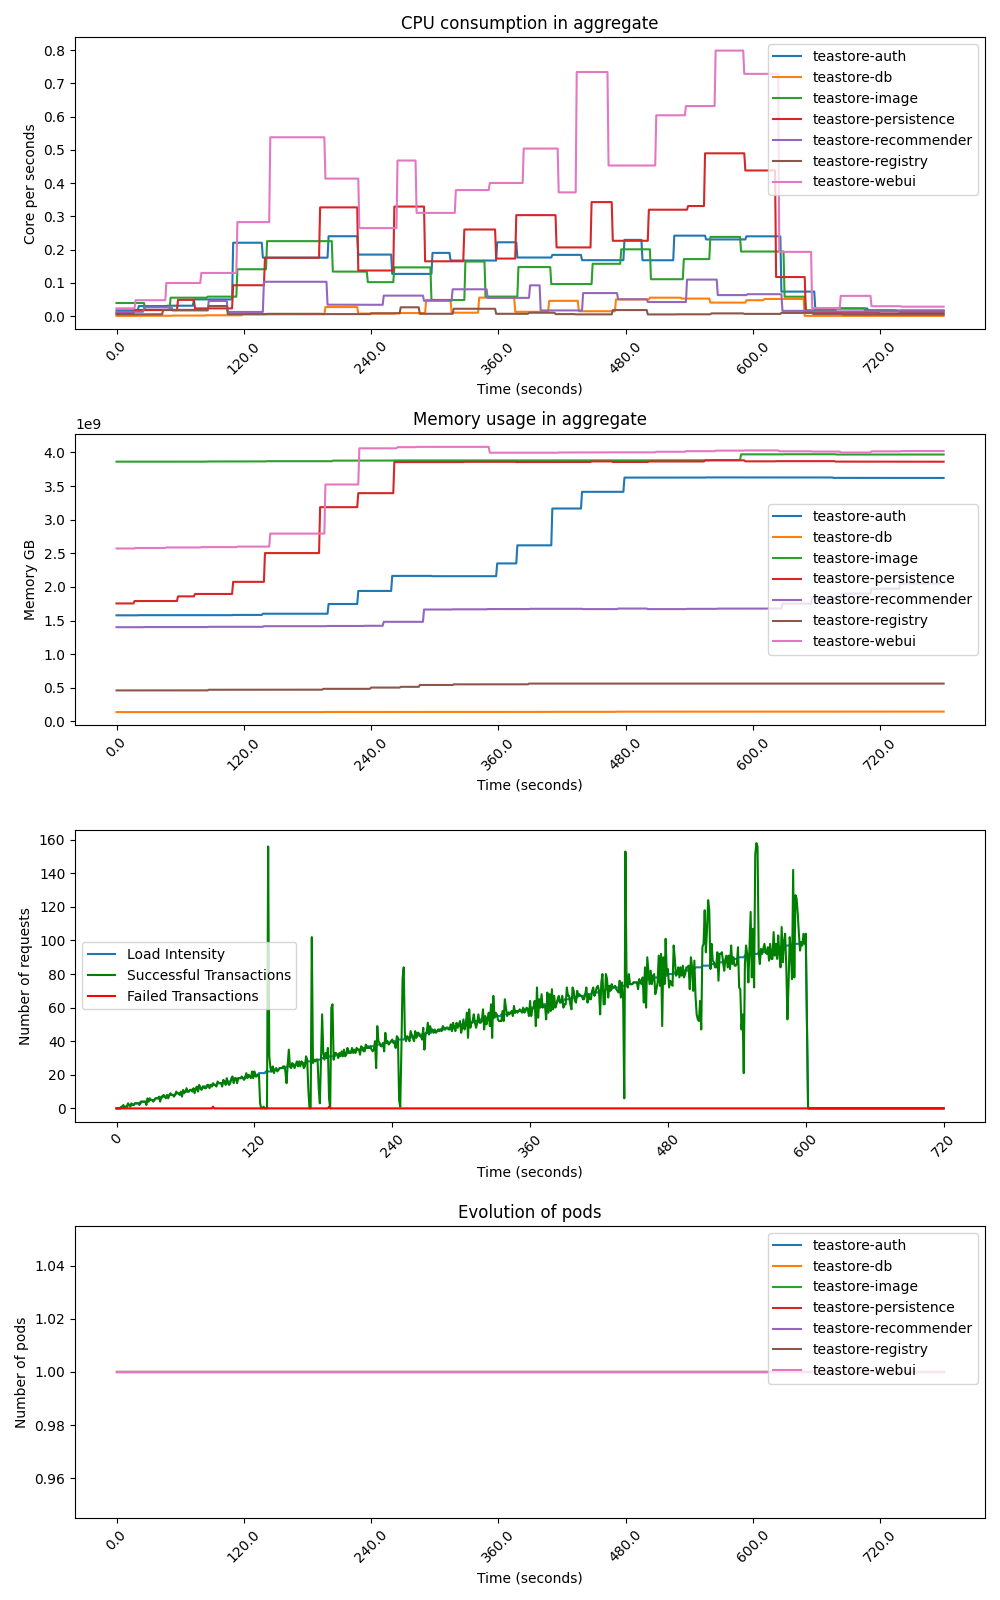 CPU consumption in aggregate
Core per seconds
0.8
0.7
0.6
0.5
0.4
0.3
0.2
0.1
0.0
teastore-auth
teastore-db
teastore-image
teastore-persistence
teastore-recommender
teastore-registry
teastore-webui
0.0 120.0 240.0 360.0 480.0 600.0 720.0
Time (seconds)
Memory usage in aggregate
1e9
Memory GB
4.0
3.5
3.0
2.5
2.0
1.5
1.0
0.5
0.0
teastore-auth
teastore-db
teastore-image
teastore-persistence
teastore-recommender
teastore-registry
teastore-webui
0.0 120.0 240.0 360.0 480.0 600.0 720.0
Time (seconds)
Number of requests
160
140
120
100
80
60
40
20
0
Load Intensity
Successful Transactions
Failed Transactions
0 120 240 360 480 600 720
Time (seconds)
Evolution of pods
Number of pods
1.04
1.02
1.00
0.98
0.96
teastore-auth
teastore-db
teastore-image
teastore-persistence
teastore-recommender
teastore-registry
teastore-webui
0.0 120.0 240.0 360.0 480.0 600.0 720.0
Time (seconds)